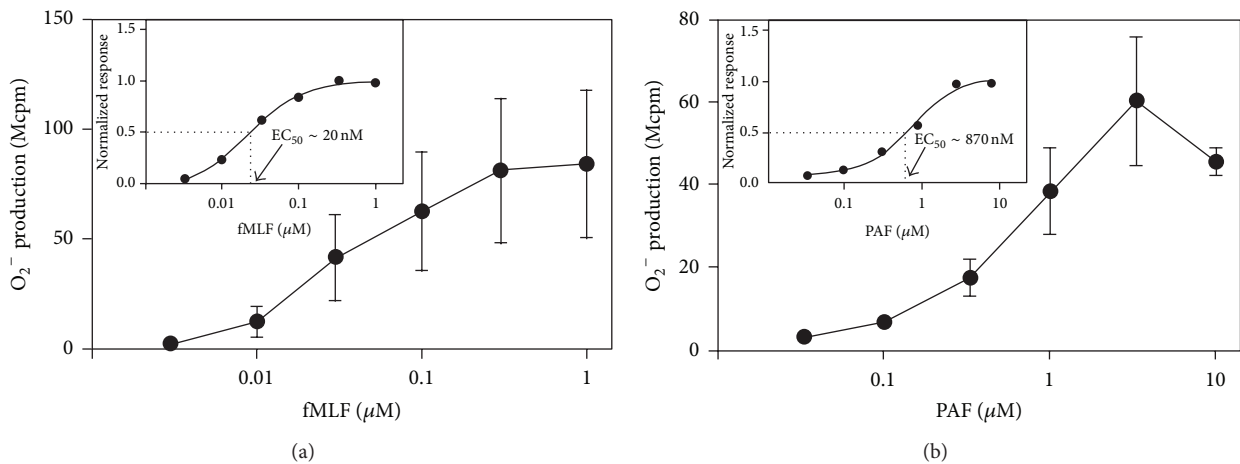 150
100
50
0
O₂⁻ production (Mcpm)
0.01
0.1
1
fMLF (μM)
1.5
1.0
0.5
0.0
Normalized response
EC₅₀ ~ 20 nM
0.01
0.1
1
fMLF (μM)
(a)
80
60
40
20
0
O₂⁻ production (Mcpm)
0.1
1
10
PAF (μM)
1.5
1.0
0.5
0.0
Normalized response
EC₅₀ ~ 870 nM
0.1
1
10
PAF (μM)
(b)